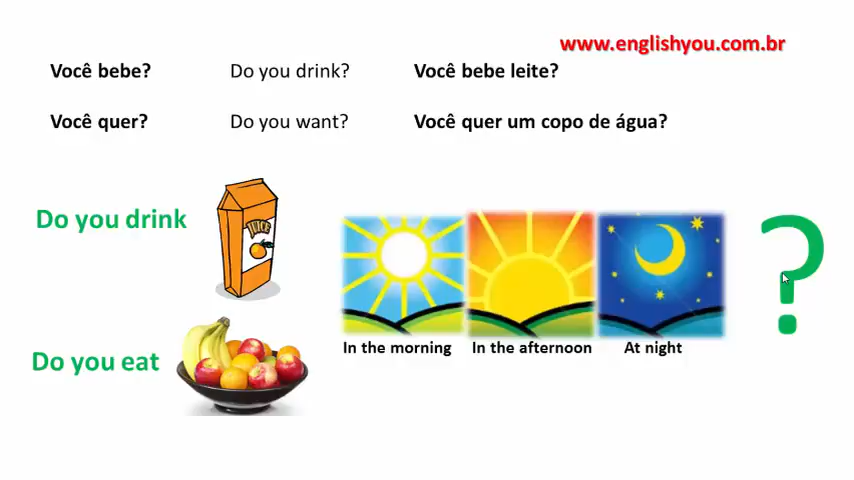 www.englishyou.com.br
Você bebe? Do you drink? Você bebe leite?
Você quer? Do you want? Você quer um copo de água?
Do you drink
JUICE
?
In the morning In the afternoon At night
Do you eat